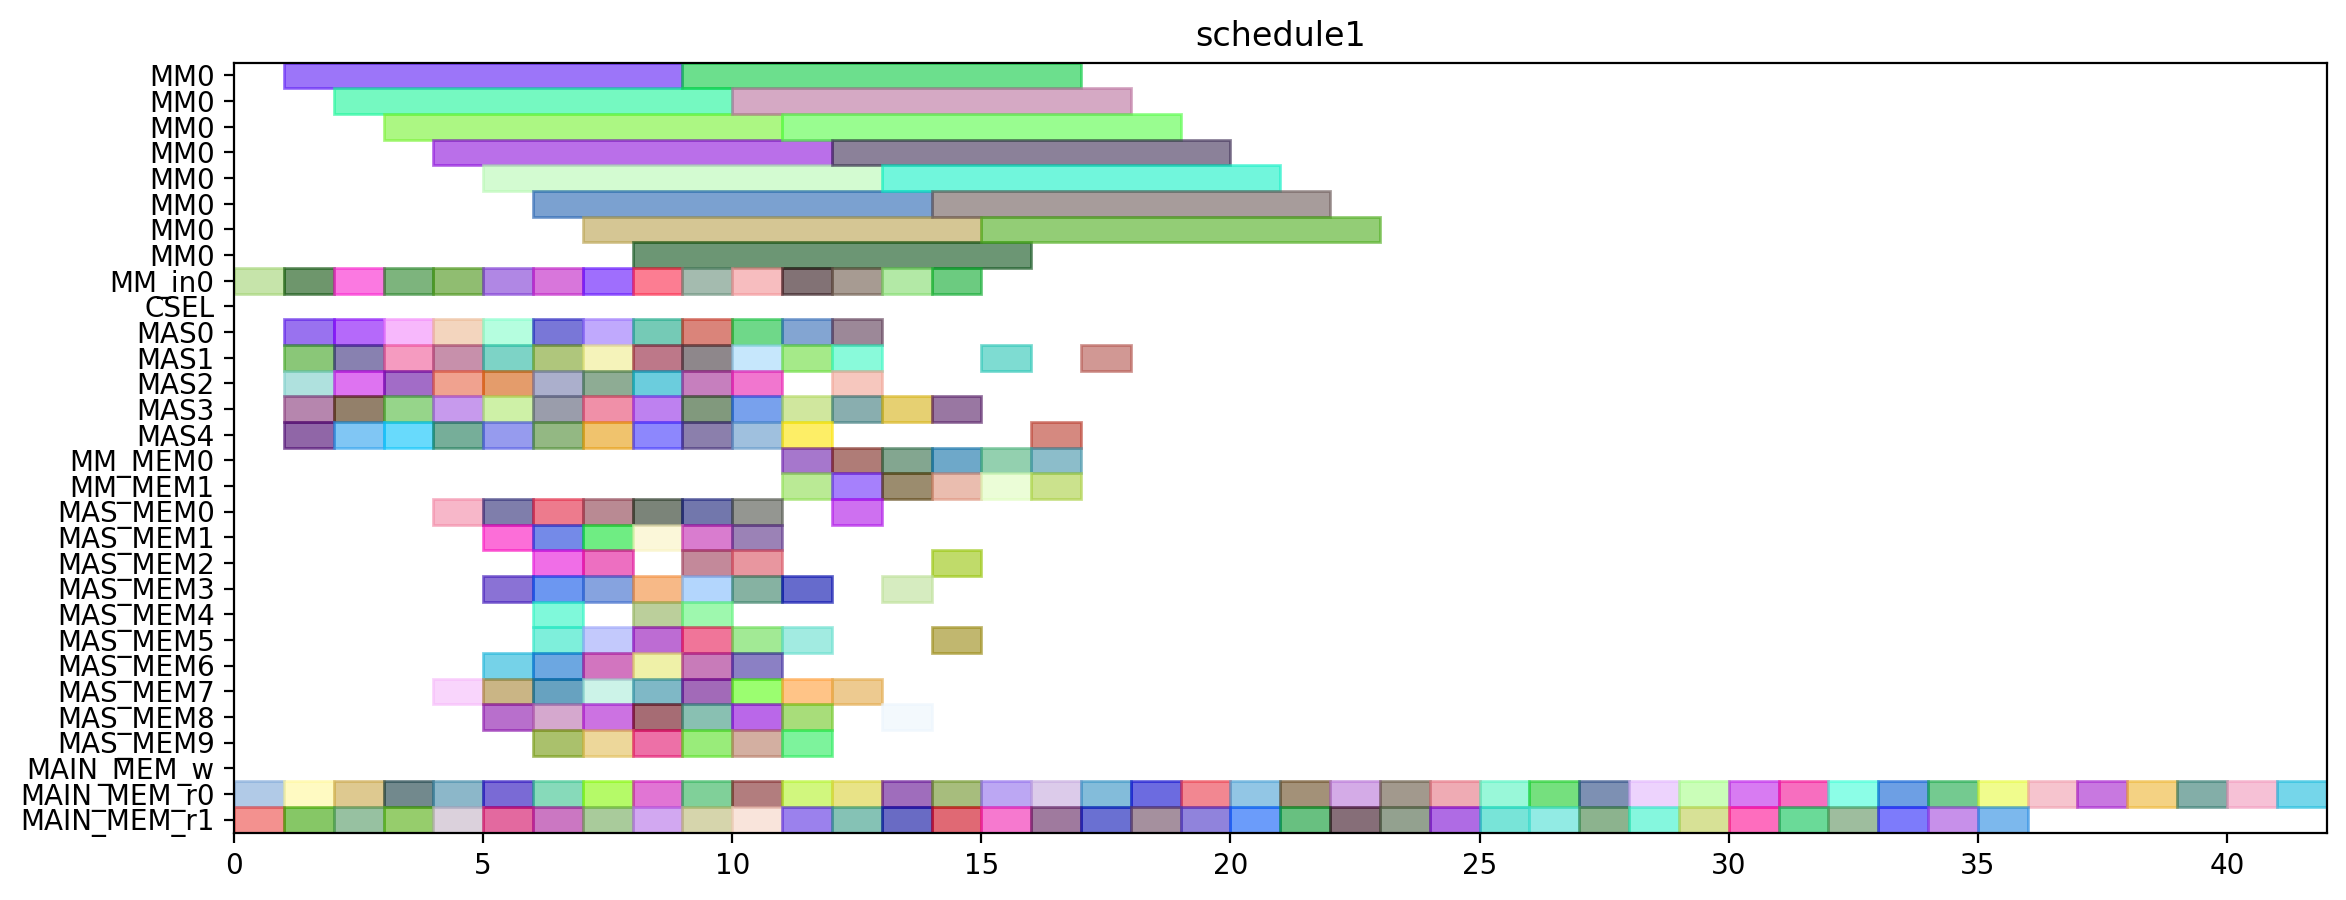 schedule1
MM0
MM0
MM0
MM0
MM0
MM0
MM0
MM0
MM_in0
CSEL
MAS0
MAS1
MAS2
MAS3
MAS4
MM_MEM0
MM_MEM1
MAS_MEM0
MAS_MEM1
MAS_MEM2
MAS_MEM3
MAS_MEM4
MAS_MEM5
MAS_MEM6
MAS_MEM7
MAS_MEM8
MAS_MEM9
MAIN_MEM_w
MAIN_MEM_r0
MAIN_MEM_r1
0 5 10 15 20 25 30 35 40